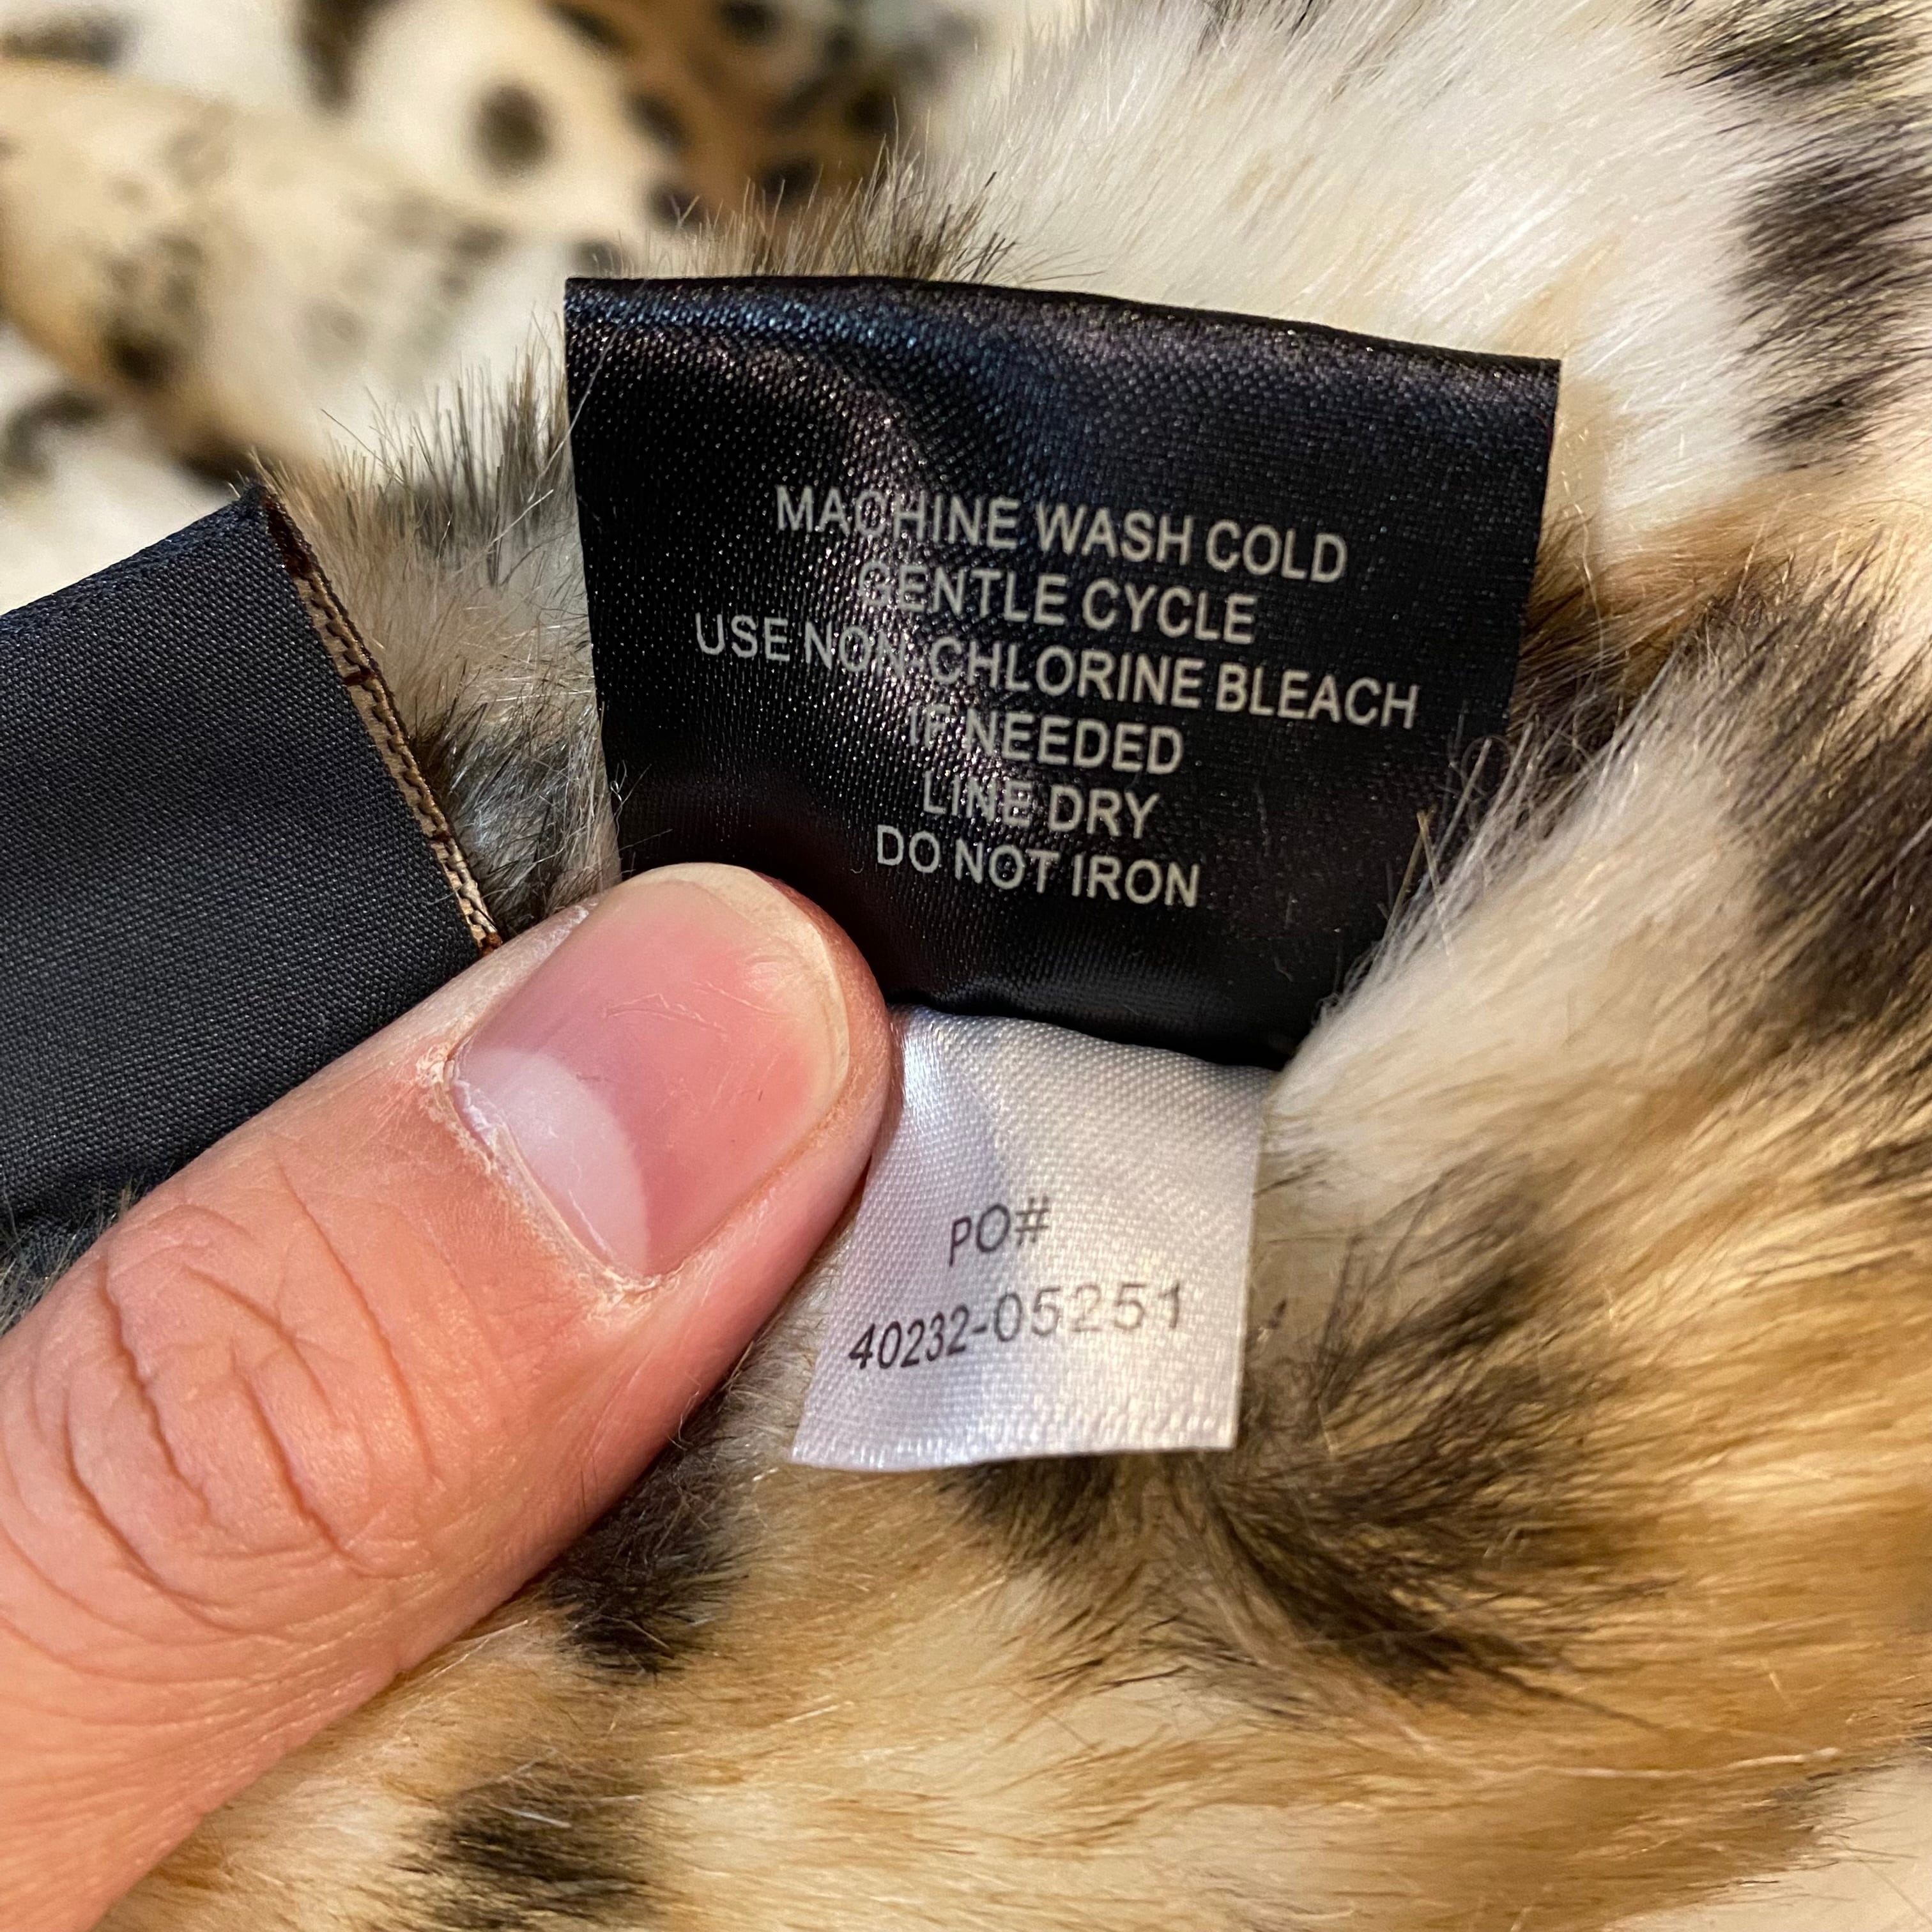 MACHINE WASH COLD
GENTLE CYCLE
USE NON-CHLORINE BLEACH
IF NEEDED
LINE DRY
DO NOT IRON
PO#
40232-05251